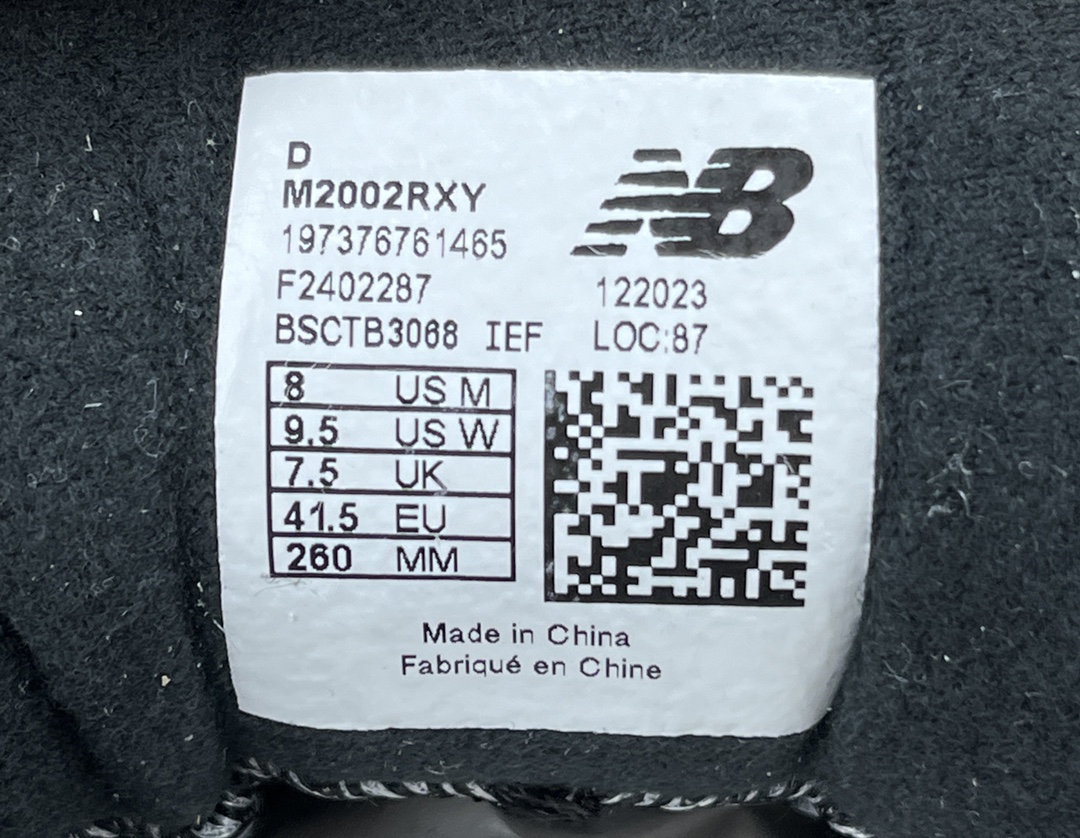 D
M2002RXY
197376761465
F2402287 122023
BSCTB3068 IEF LOC:87
NB
8 US M
9.5 US W
7.5 UK
41.5 EU
260 MM
Made in China
Fabriqué en Chine